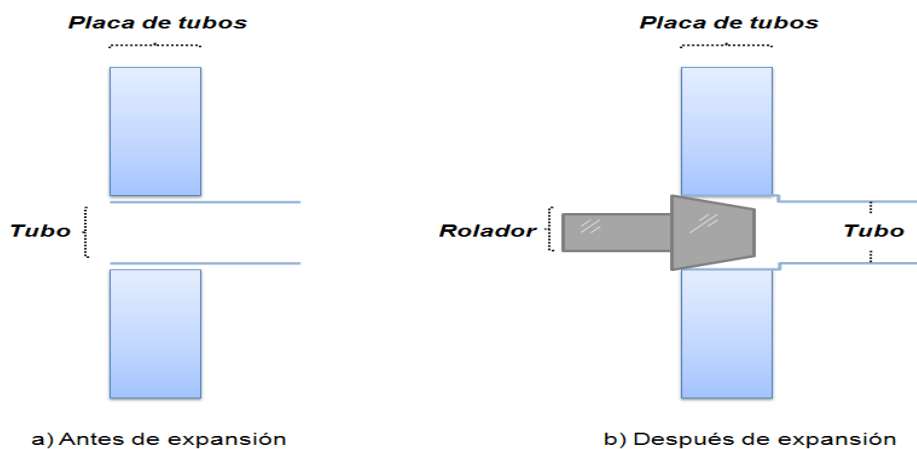 Placa de tubos
Tubo
a) Antes de expansión
Placa de tubos
Rolador
Tubo
b) Después de expansión